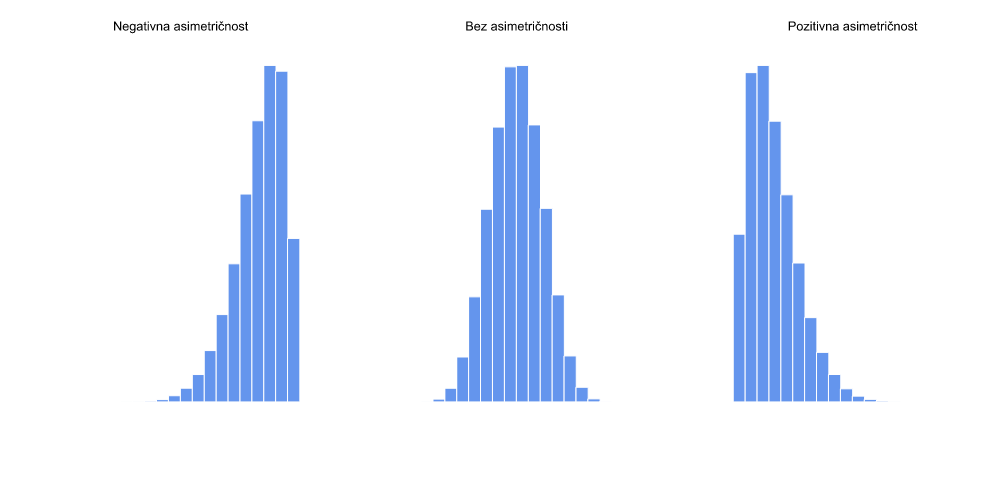 Negativna asimetričnost
Bez asimetričnosti
Pozitivna asimetričnost